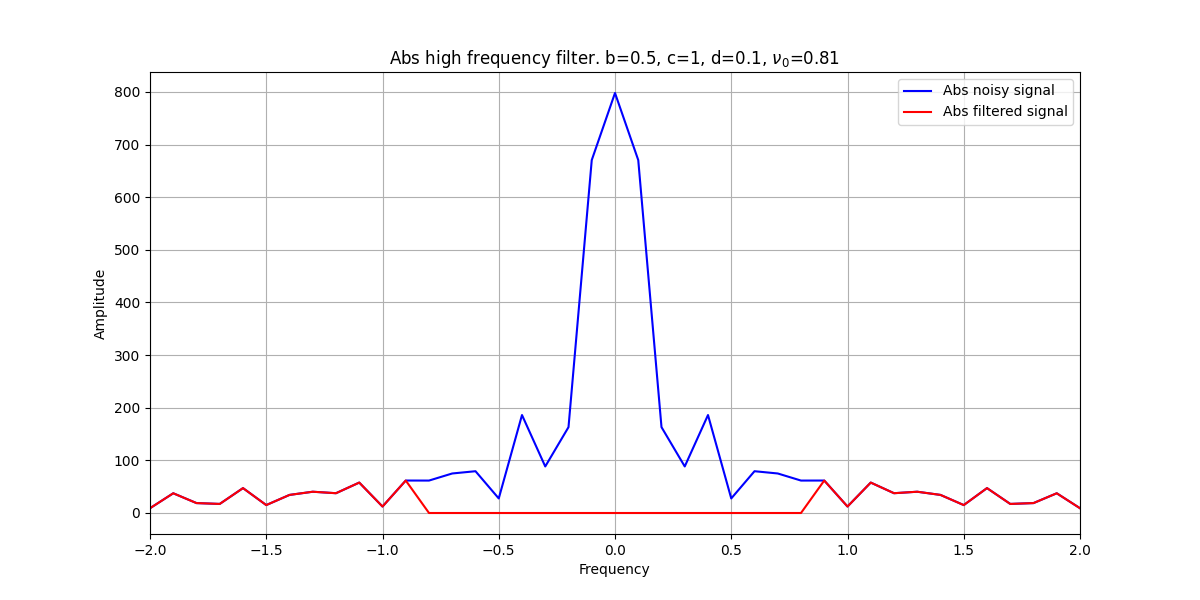 Abs high frequency filter. b=0.5, c=1, d=0.1, ν₀=0.81
Abs noisy signal
Abs filtered signal
Amplitude
800
700
600
500
400
300
200
100
0
−2.0 −1.5 −1.0 −0.5 0.0 0.5 1.0 1.5 2.0
Frequency